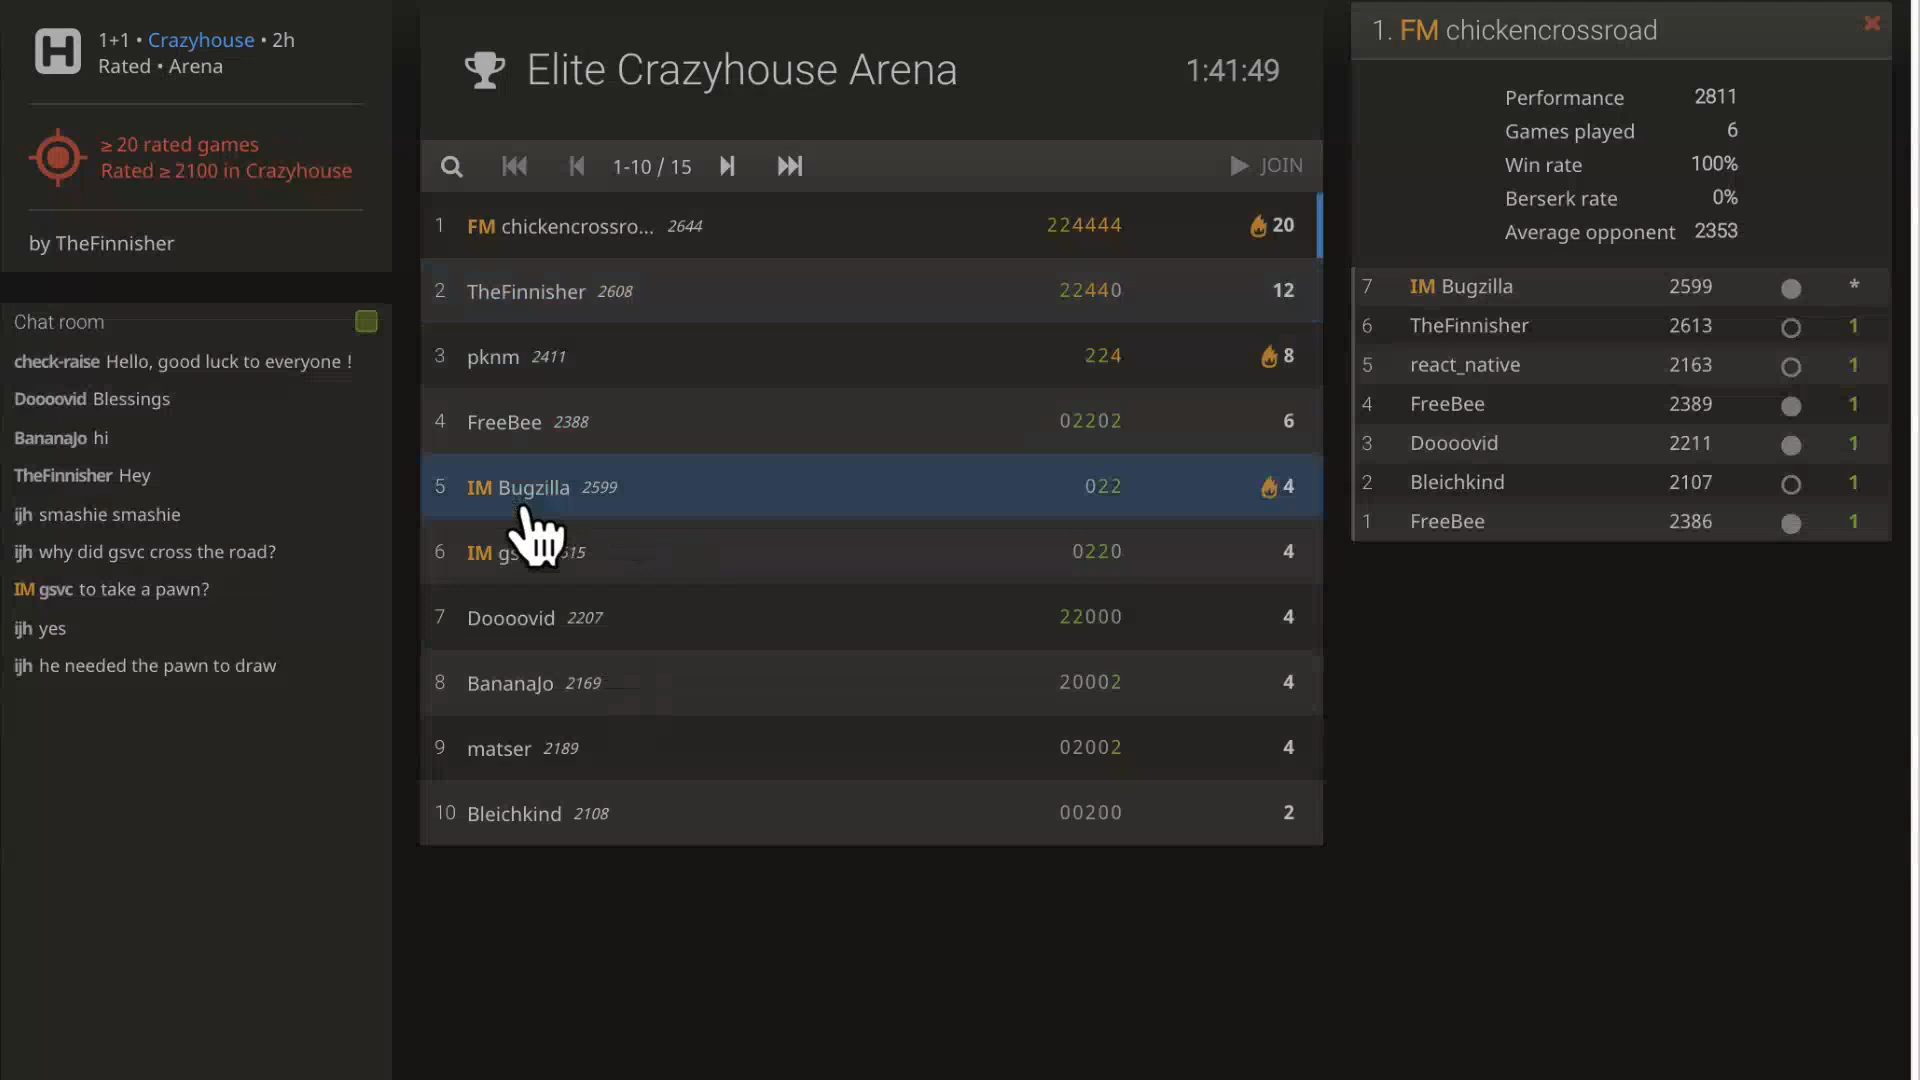 1+1 • Crazyhouse • 2h
Rated • Arena
≥ 20 rated games
Rated ≥ 2100 in Crazyhouse
by TheFinnisher
Chat room
check-raise Hello, good luck to everyone !
Doooovid Blessings
BananaJo hi
TheFinnisher Hey
ijh smashie smashie
ijh why did gsvc cross the road?
IM gsvc to take a pawn?
ijh yes
ijh he needed the pawn to draw
Elite Crazyhouse Arena 1:41:49
1-10 / 15 JOIN
1 FM chickencrossro... 2644 224444 20
2 TheFinnisher 2608 22440 12
3 pknm 2411 224 8
4 FreeBee 2388 02202 6
5 IM Bugzilla 2599 022 4
6 IM 0220 4
7 Doooovid 2207 22000 4
8 BananaJo 2169 20002 4
9 matser 2189 02002 4
10 Bleichkind 2108 00200 2
1. FM chickencrossroad
Performance 2811
Games played 6
Win rate 100%
Berserk rate 0%
Average opponent 2353
7 IM Bugzilla 2599 *
6 TheFinnisher 2613 1
5 react_native 2163 1
4 FreeBee 2389 1
3 Doooovid 2211 1
2 Bleichkind 2107 1
1 FreeBee 2386 1